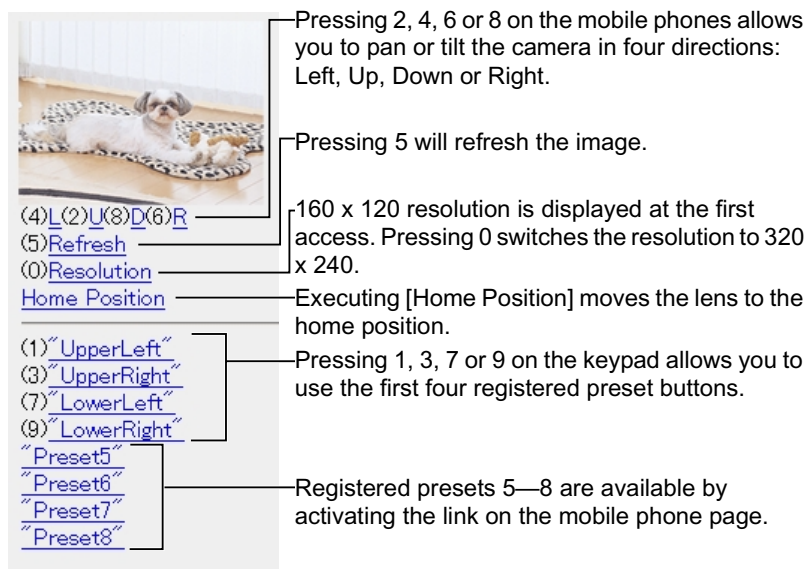 Pressing 2, 4, 6 or 8 on the mobile phones allows
you to pan or tilt the camera in four directions:
Left, Up, Down or Right.
Pressing 5 will refresh the image.
(4)L(2)U(8)D(6)R
160 x 120 resolution is displayed at the first
access. Pressing 0 switches the resolution to 320
x 240.
(5)Refresh
(0)Resolution
Home Position
Executing [Home Position] moves the lens to the
home position.
(1)"UpperLeft"
(3)"UpperRight"
(7)"LowerLeft"
(9)"LowerRight"
Pressing 1, 3, 7 or 9 on the keypad allows you to
use the first four registered preset buttons.
"Preset5"
"Preset6"
"Preset7"
"Preset8"
Registered presets 5—8 are available by
activating the link on the mobile phone page.